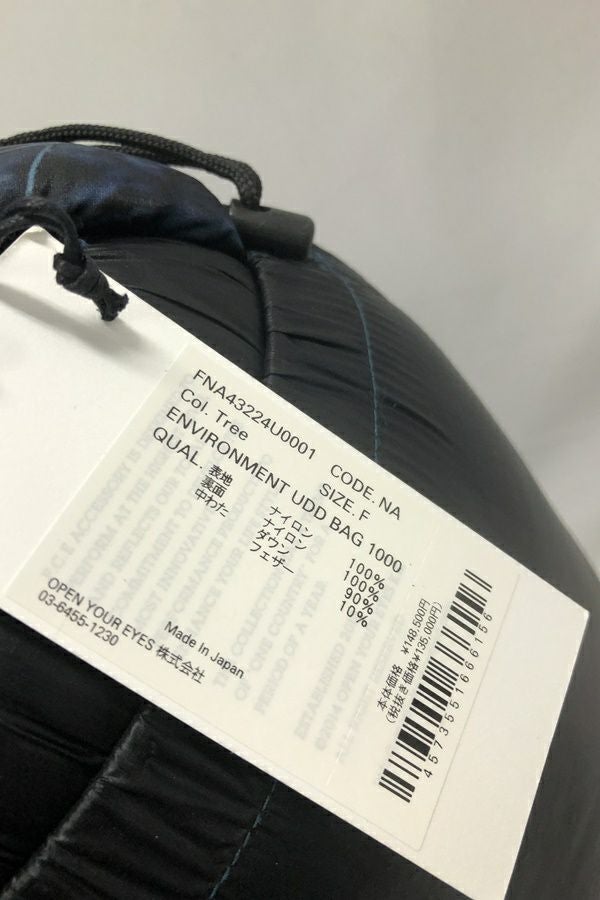 FNA43224U0001 CODE. NA
Col. Tree SIZE. F
ENVIRONMENT UDD BAG 1000
QUAL. 表地 ナイロン 100%
裏面 ナイロン 100%
中わた ダウン 90%
フェザー 10%
Made In Japan
OPEN YOUR EYES 株式会社
03-6455-1230
本体価格 ¥148,500円
(税抜き価格¥135,000円)
4573551666156